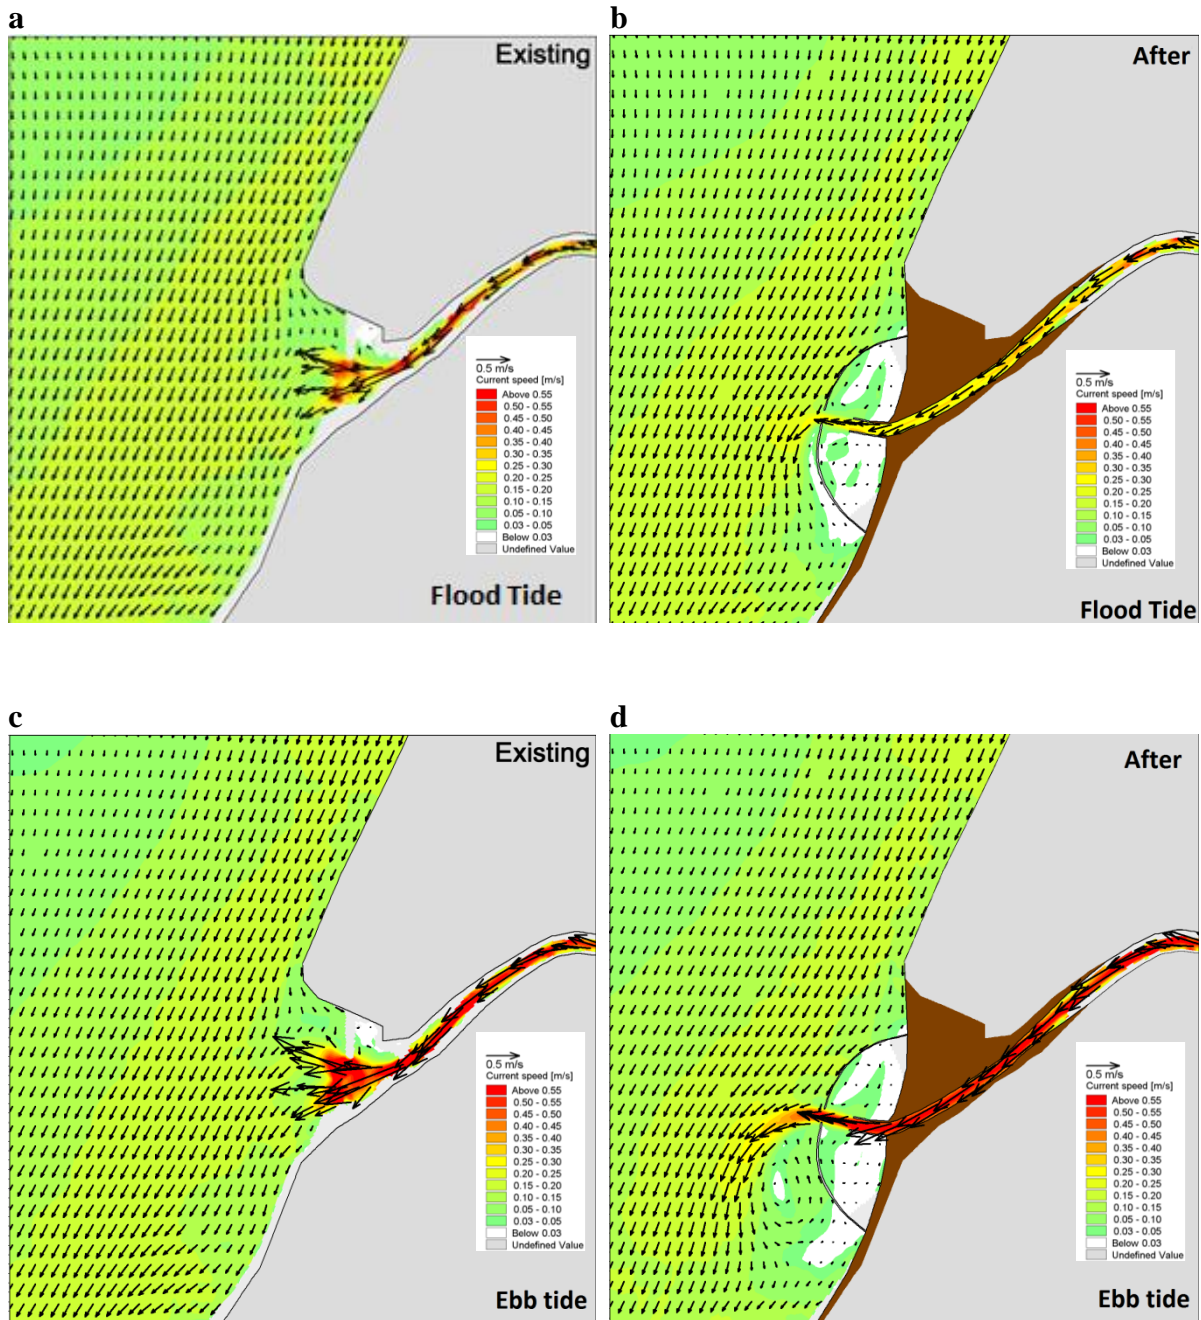 a
Existing
0.5 m/s
Current speed [m/s]
Above 0.55
0.50 - 0.55
0.45 - 0.50
0.40 - 0.45
0.35 - 0.40
0.30 - 0.35
0.25 - 0.30
0.20 - 0.25
0.15 - 0.20
0.10 - 0.15
0.05 - 0.10
0.03 - 0.05
Below 0.03
Undefined Value
Flood Tide
b
After
0.5 m/s
Current speed [m/s]
Above 0.55
0.50 - 0.55
0.45 - 0.50
0.40 - 0.45
0.35 - 0.40
0.30 - 0.35
0.25 - 0.30
0.20 - 0.25
0.15 - 0.20
0.10 - 0.15
0.05 - 0.10
0.03 - 0.05
Below 0.03
Undefined Value
Flood Tide
c
Existing
0.5 m/s
Current speed [m/s]
Above 0.55
0.50 - 0.55
0.45 - 0.50
0.40 - 0.45
0.35 - 0.40
0.30 - 0.35
0.25 - 0.30
0.20 - 0.25
0.15 - 0.20
0.10 - 0.15
0.05 - 0.10
0.03 - 0.05
Below 0.03
Undefined Value
Ebb tide
d
After
0.5 m/s
Current speed [m/s]
Above 0.55
0.50 - 0.55
0.45 - 0.50
0.40 - 0.45
0.35 - 0.40
0.30 - 0.35
0.25 - 0.30
0.20 - 0.25
0.15 - 0.20
0.10 - 0.15
0.05 - 0.10
0.03 - 0.05
Below 0.03
Undefined Value
Ebb tide